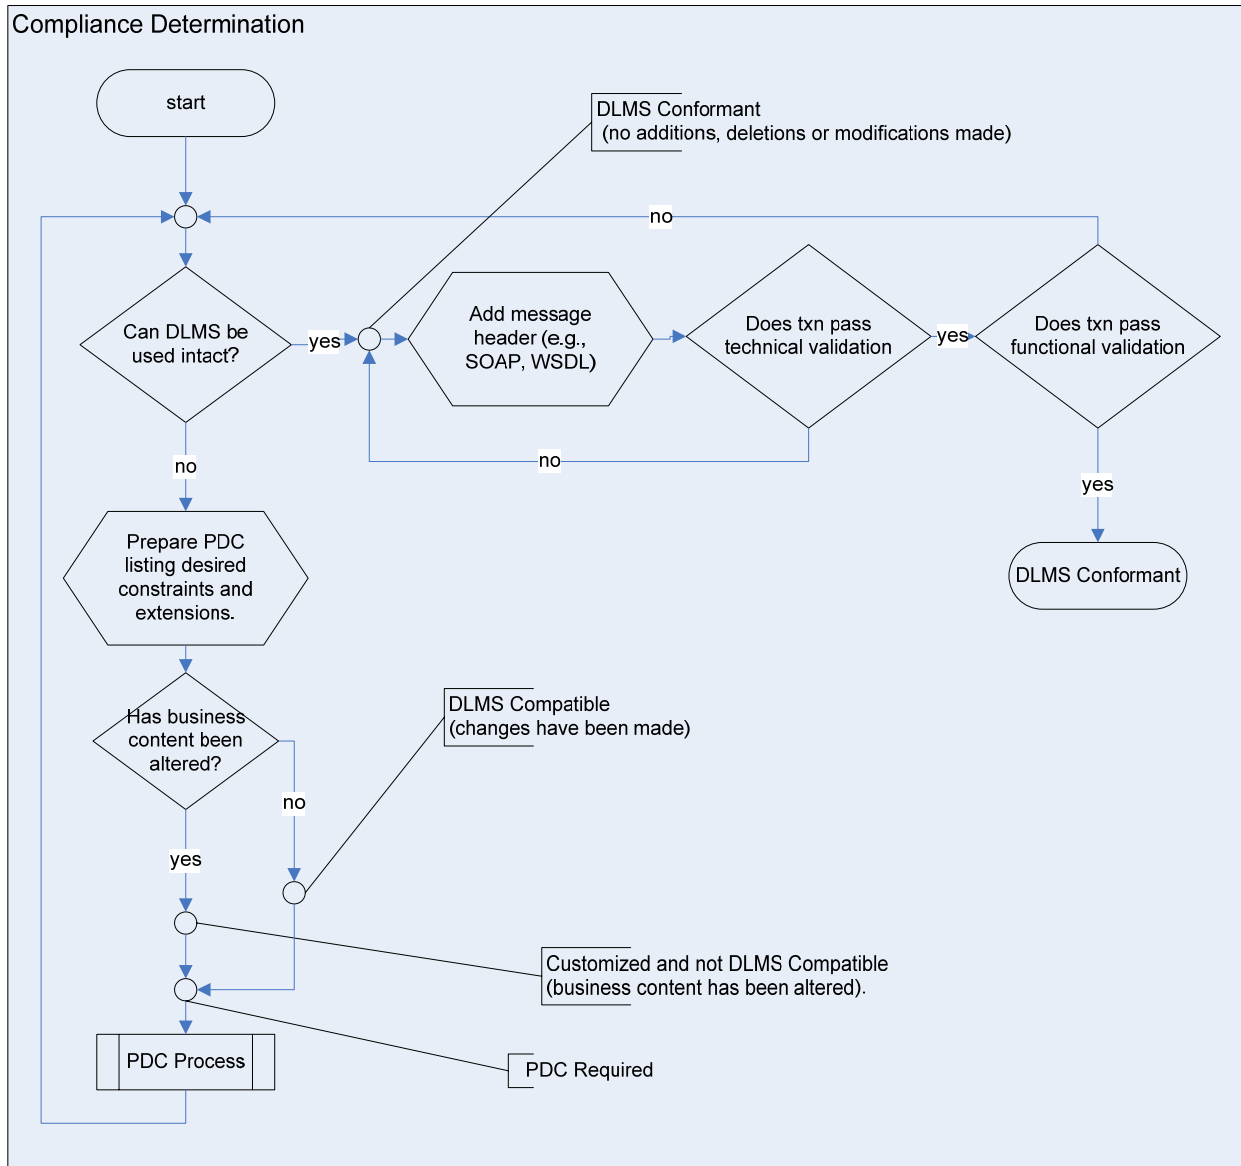 Compliance Determination
start
DLMS Conformant
(no additions, deletions or modifications made)
no
Can DLMS be
used intact?
yes
Add message
header (e.g.,
SOAP, WSDL)
Does txn pass
technical validation
yes
Does txn pass
functional validation
no
no
yes
Prepare PDC
listing desired
constraints and
extensions.
DLMS Conformant
Has business
content been
altered?
DLMS Compatible
(changes have been made)
no
yes
Customized and not DLMS Compatible
(business content has been altered).
PDC Process
PDC Required